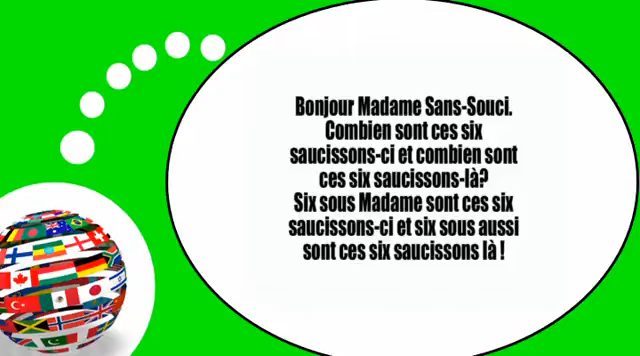 Bonjour Madame Sans-Souci.
Combien sont ces six
saucissons-ci et combien sont
ces six saucissons-là?
Six sous Madame sont ces six
saucissons-ci et six sous aussi
sont ces six saucissons là !